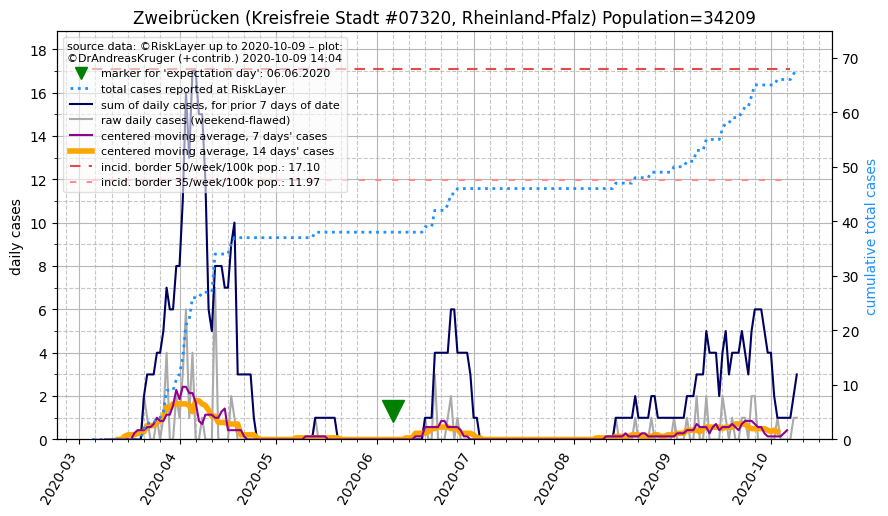 Zweibrücken (Kreisfreie Stadt #07320, Rheinland-Pfalz) Population=34209
source data: ©RiskLayer up to 2020-10-09 – plot:
©DrAndreasKruger (+contrib.) 2020-10-09 14:04
marker for 'expectation day': 06.06.2020
total cases reported at RiskLayer
sum of daily cases, for prior 7 days of date
raw daily cases (weekend-flawed)
centered moving average, 7 days' cases
centered moving average, 14 days' cases
incid. border 50/week/100k pop.: 17.10
incid. border 35/week/100k pop.: 11.97
daily cases
18
16
14
12
10
8
6
4
2
0
cumulative total cases
70
60
50
40
30
20
10
0
2020-03
2020-04
2020-05
2020-06
2020-07
2020-08
2020-09
2020-10